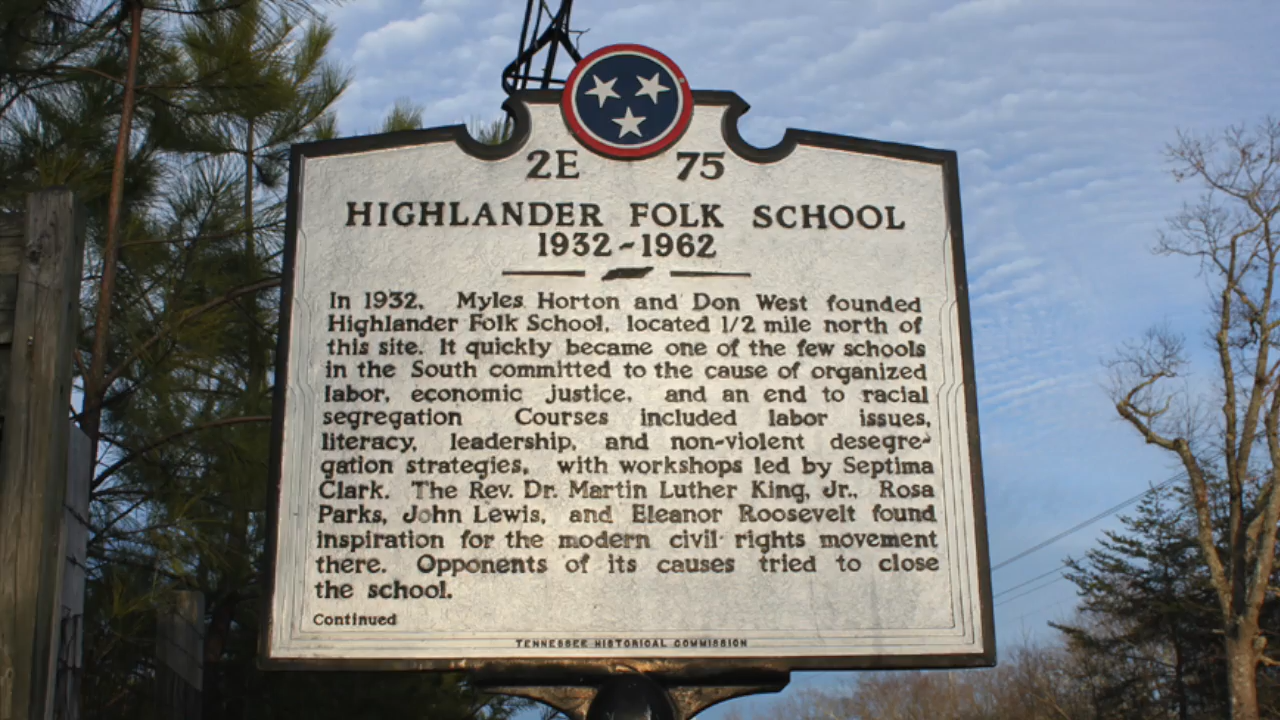 2E 75
HIGHLANDER FOLK SCHOOL
1932-1962
In 1932, Myles Horton and Don West founded
Highlander Folk School, located 1/2 mile north of
this site. It quickly became one of the few schools
in the South committed to the cause of organized
labor, economic justice, and an end to racial
segregation Courses included labor issues,
literacy, leadership, and non-violent desegre-
gation strategies, with workshops led by Septima
Clark. The Rev. Dr. Martin Luther King, Jr., Rosa
Parks, John Lewis, and Eleanor Roosevelt found
inspiration for the modern civil rights movement
there. Opponents of its causes tried to close
the school.
Continued
TENNESSEE HISTORICAL COMMISSION